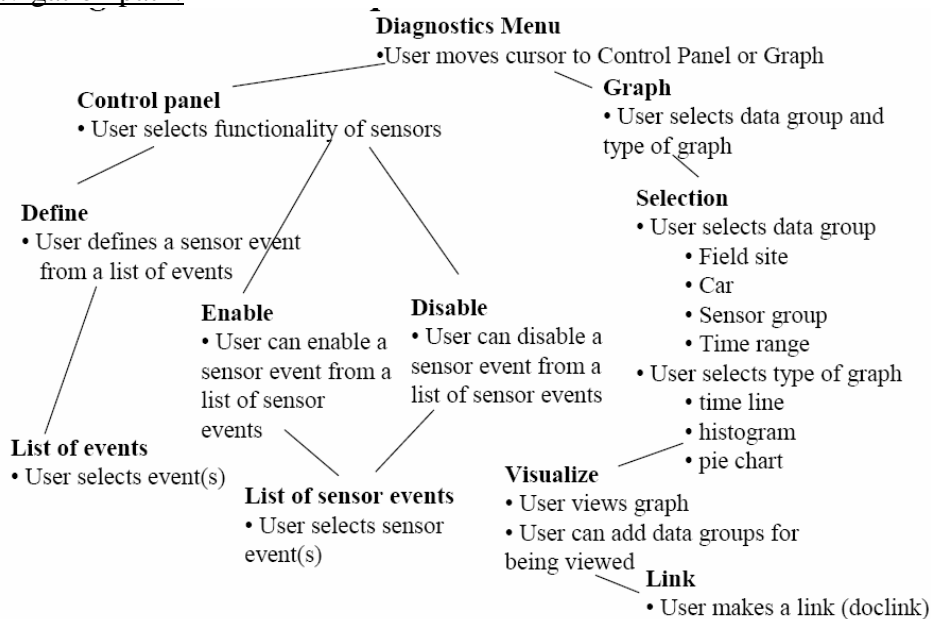 Diagnostics Menu
•User moves cursor to Control Panel or Graph
Control panel
• User selects functionality of sensors
Graph
• User selects data group and
type of graph
Define
• User defines a sensor event
from a list of events
Selection
• User selects data group
• Field site
• Car
• Sensor group
• Time range
• User selects type of graph
• time line
• histogram
• pie chart
Enable
• User can enable a
sensor event from a
list of sensor
events
Disable
• User can disable a
sensor event from a
list of sensor events
List of events
• User selects event(s)
List of sensor events
• User selects sensor
event(s)
Visualize
• User views graph
• User can add data groups for
being viewed
Link
• User makes a link (doclink)